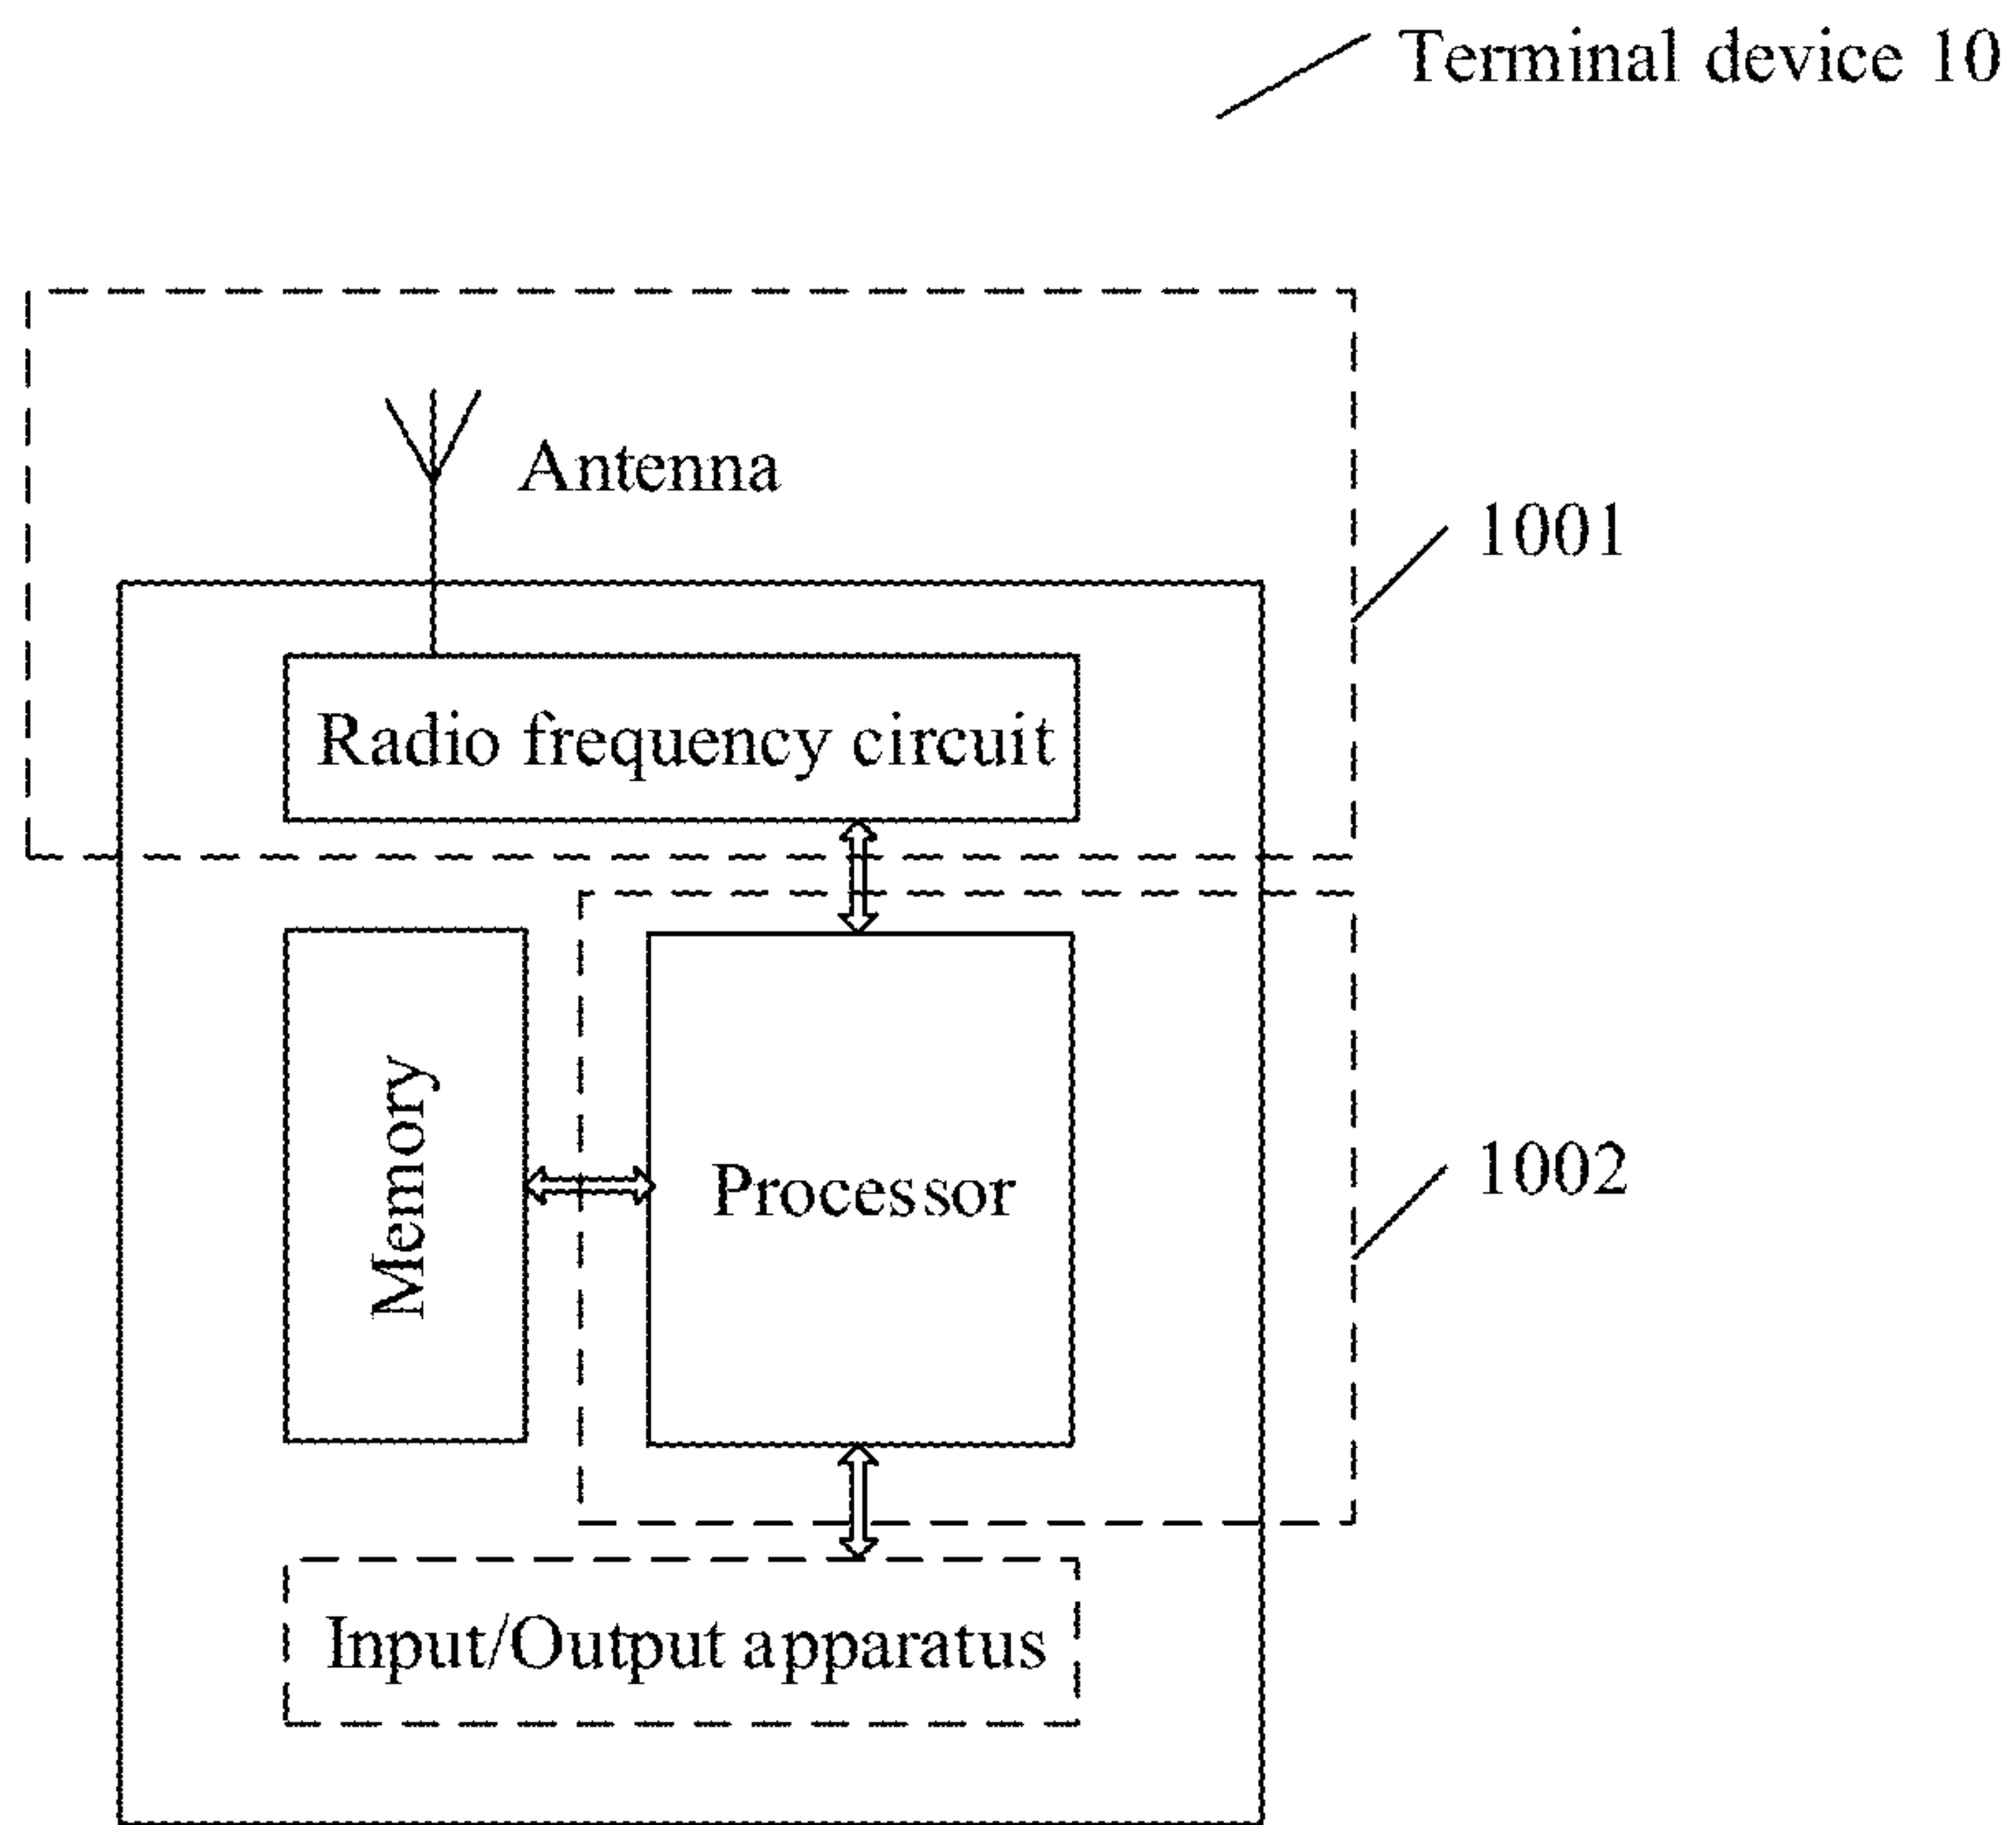 Terminal device 10
Antenna
1001
Radio frequency circuit
Memory
Processor
1002
Input/Output apparatus